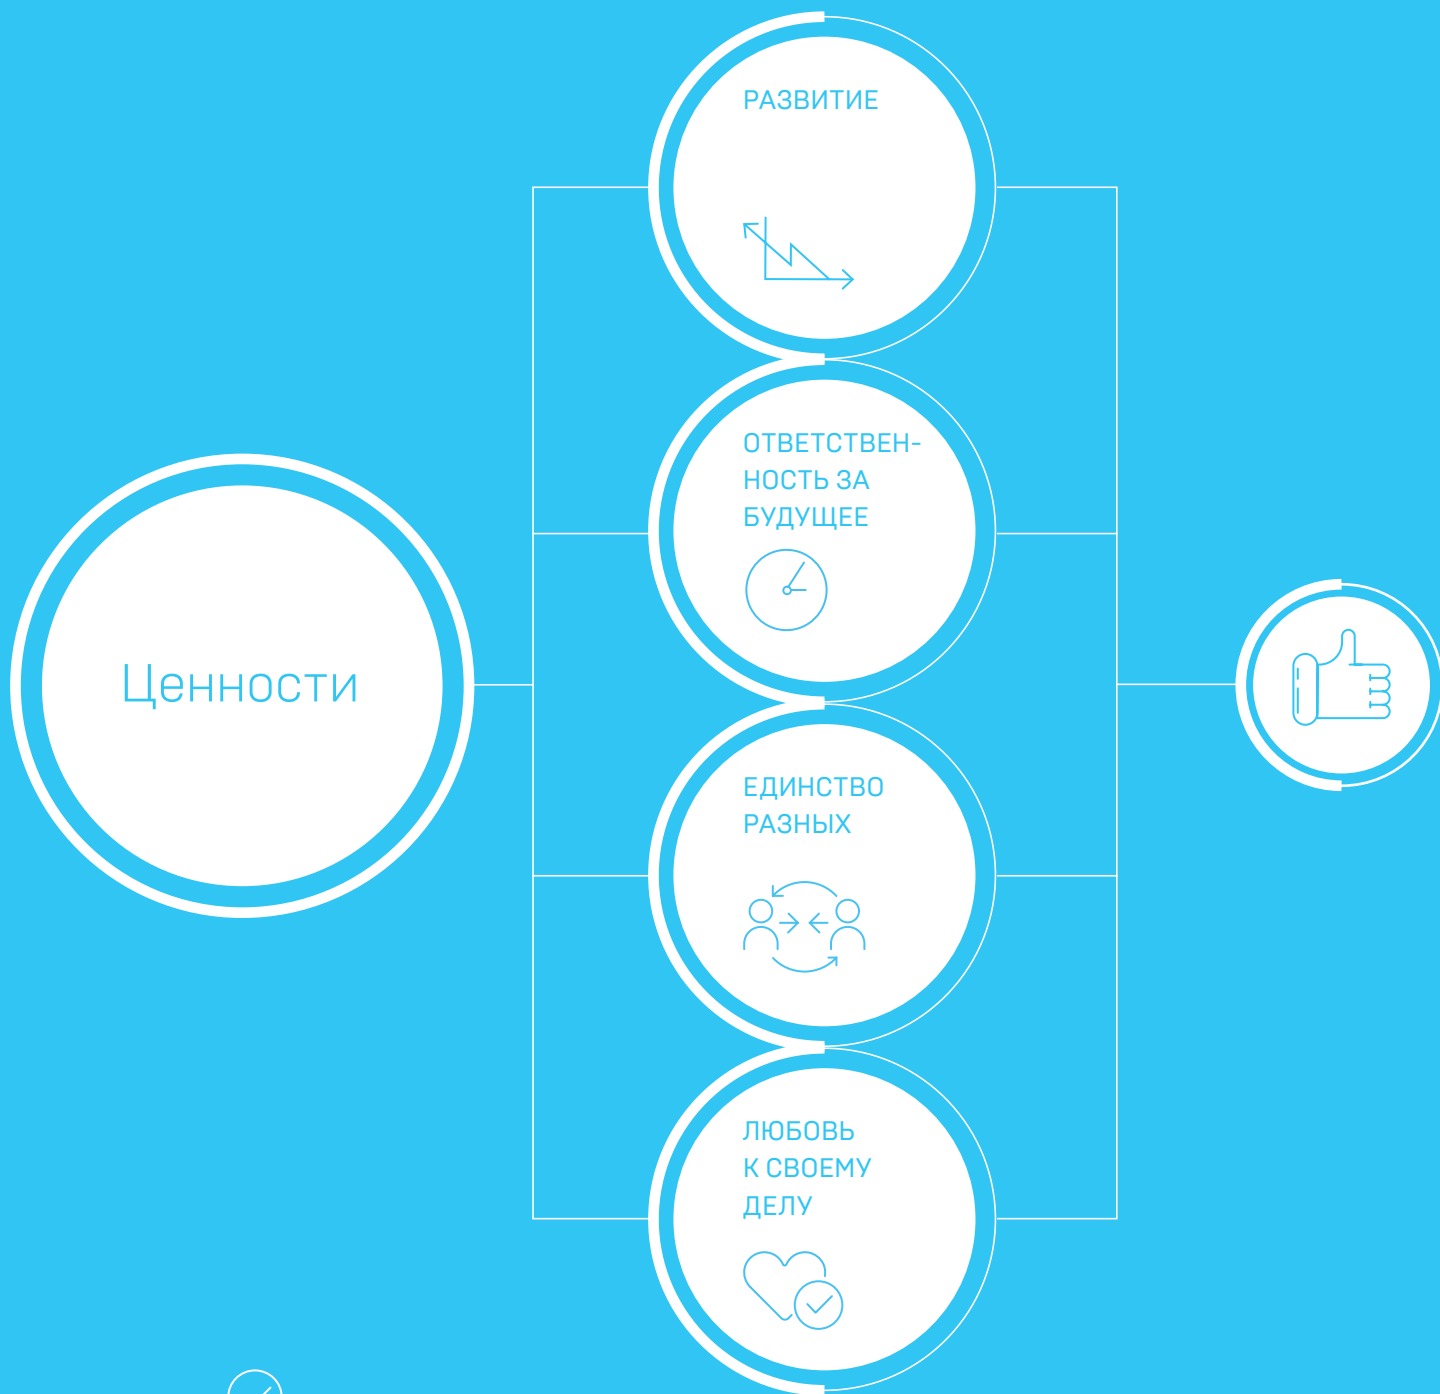 РАЗВИТИЕ
ОТВЕТСТВЕН-
НОСТЬ ЗА
БУДУЩЕЕ
Ценности
ЕДИНСТВО
РАЗНЫХ
ЛЮБОВЬ
К СВОЕМУ
ДЕЛУ